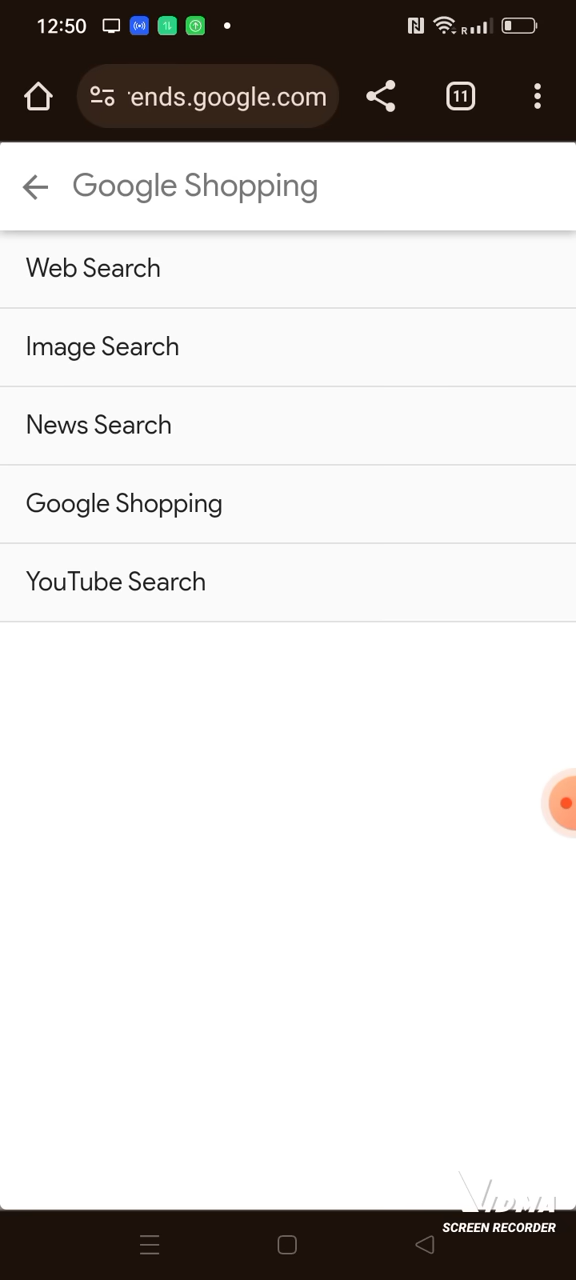 12:50
R
ends.google.com
11
Google Shopping
Web Search
Image Search
News Search
Google Shopping
YouTube Search
VIDMA
SCREEN RECORDER